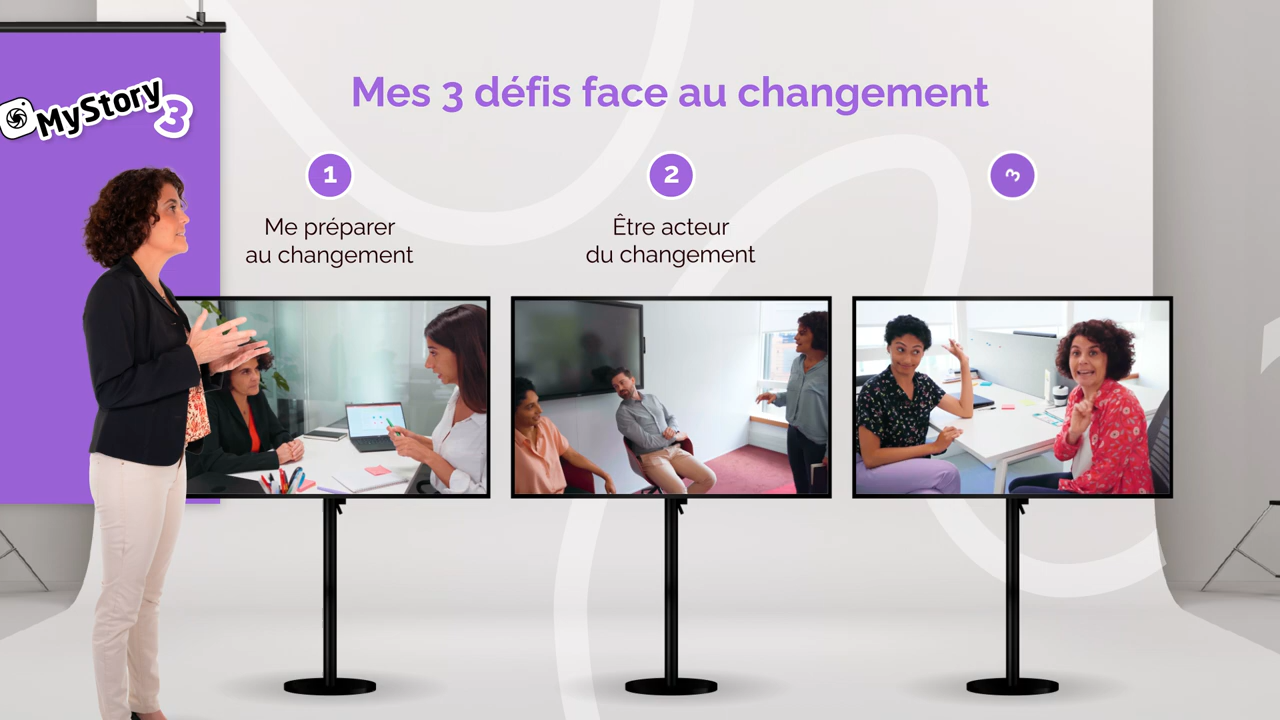 MyStory
3
Mes 3 défis face au changement
1
2
3
Me préparer
au changement
Être acteur
du changement